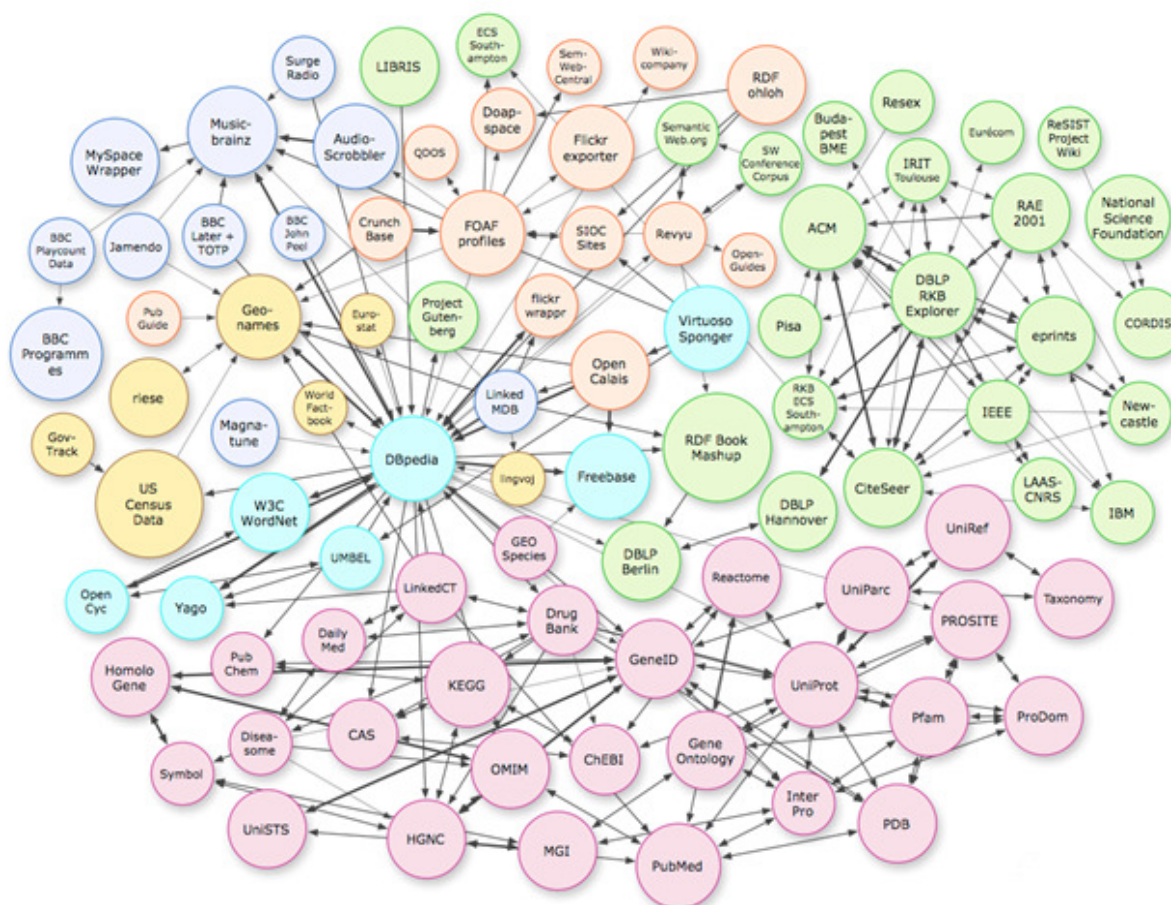 ECS
South-
ampton
Surge
Radio
LIBRIS
Sem-
Web-
Central
Wiki-
company
RDF
ohloh
Doap-
space
Music-
brainz
Audio-
Scrobbler
Flickr
exporter
Semantic
Web.org
Buda-
pest
BME
Resex
Eurécom
ReSIST
Project
Wiki
MySpace
Wrapper
QDOS
SW
Conference
Corpus
IRIT
Toulouse
RAE
2001
National
Science
Foundation
BBC
Playcount
Data
Jamendo
BBC
Later +
TOTP
BBC
John
Peel
Crunch
Base
FOAF
profiles
SIOC
Sites
Revyu
Open-
Guides
ACM
DBLP
RKB
Explorer
Pub
Guide
Geo-
names
Euro-
stat
Project
Guten-
berg
flickr
wrappr
Virtuoso
Sponger
Pisa
eprints
CORDIS
BBC
Programm
es
riese
World
Fact-
book
Linked
MDB
Open
Calais
RKB
ECS
South-
ampton
IEEE
New-
castle
Gov-
Track
Magna-
tune
DBpedia
RDF Book
Mashup
US
Census
Data
W3C
WordNet
lingvoj
Freebase
DBLP
Hannover
CiteSeer
LAAS-
CNRS
IBM
UMBEL
GEO
Species
DBLP
Berlin
UniRef
Open
Cyc
Yago
LinkedCT
Reactome
UniParc
Taxonomy
Daily
Med
Drug
Bank
PROSITE
Homolo
Gene
Pub
Chem
KEGG
GeneID
UniProt
Pfam
ProDom
Disea-
some
CAS
Symbol
OMIM
ChEBI
Gene
Ontology
Inter
Pro
UniSTS
HGNC
MGI
PubMed
PDB